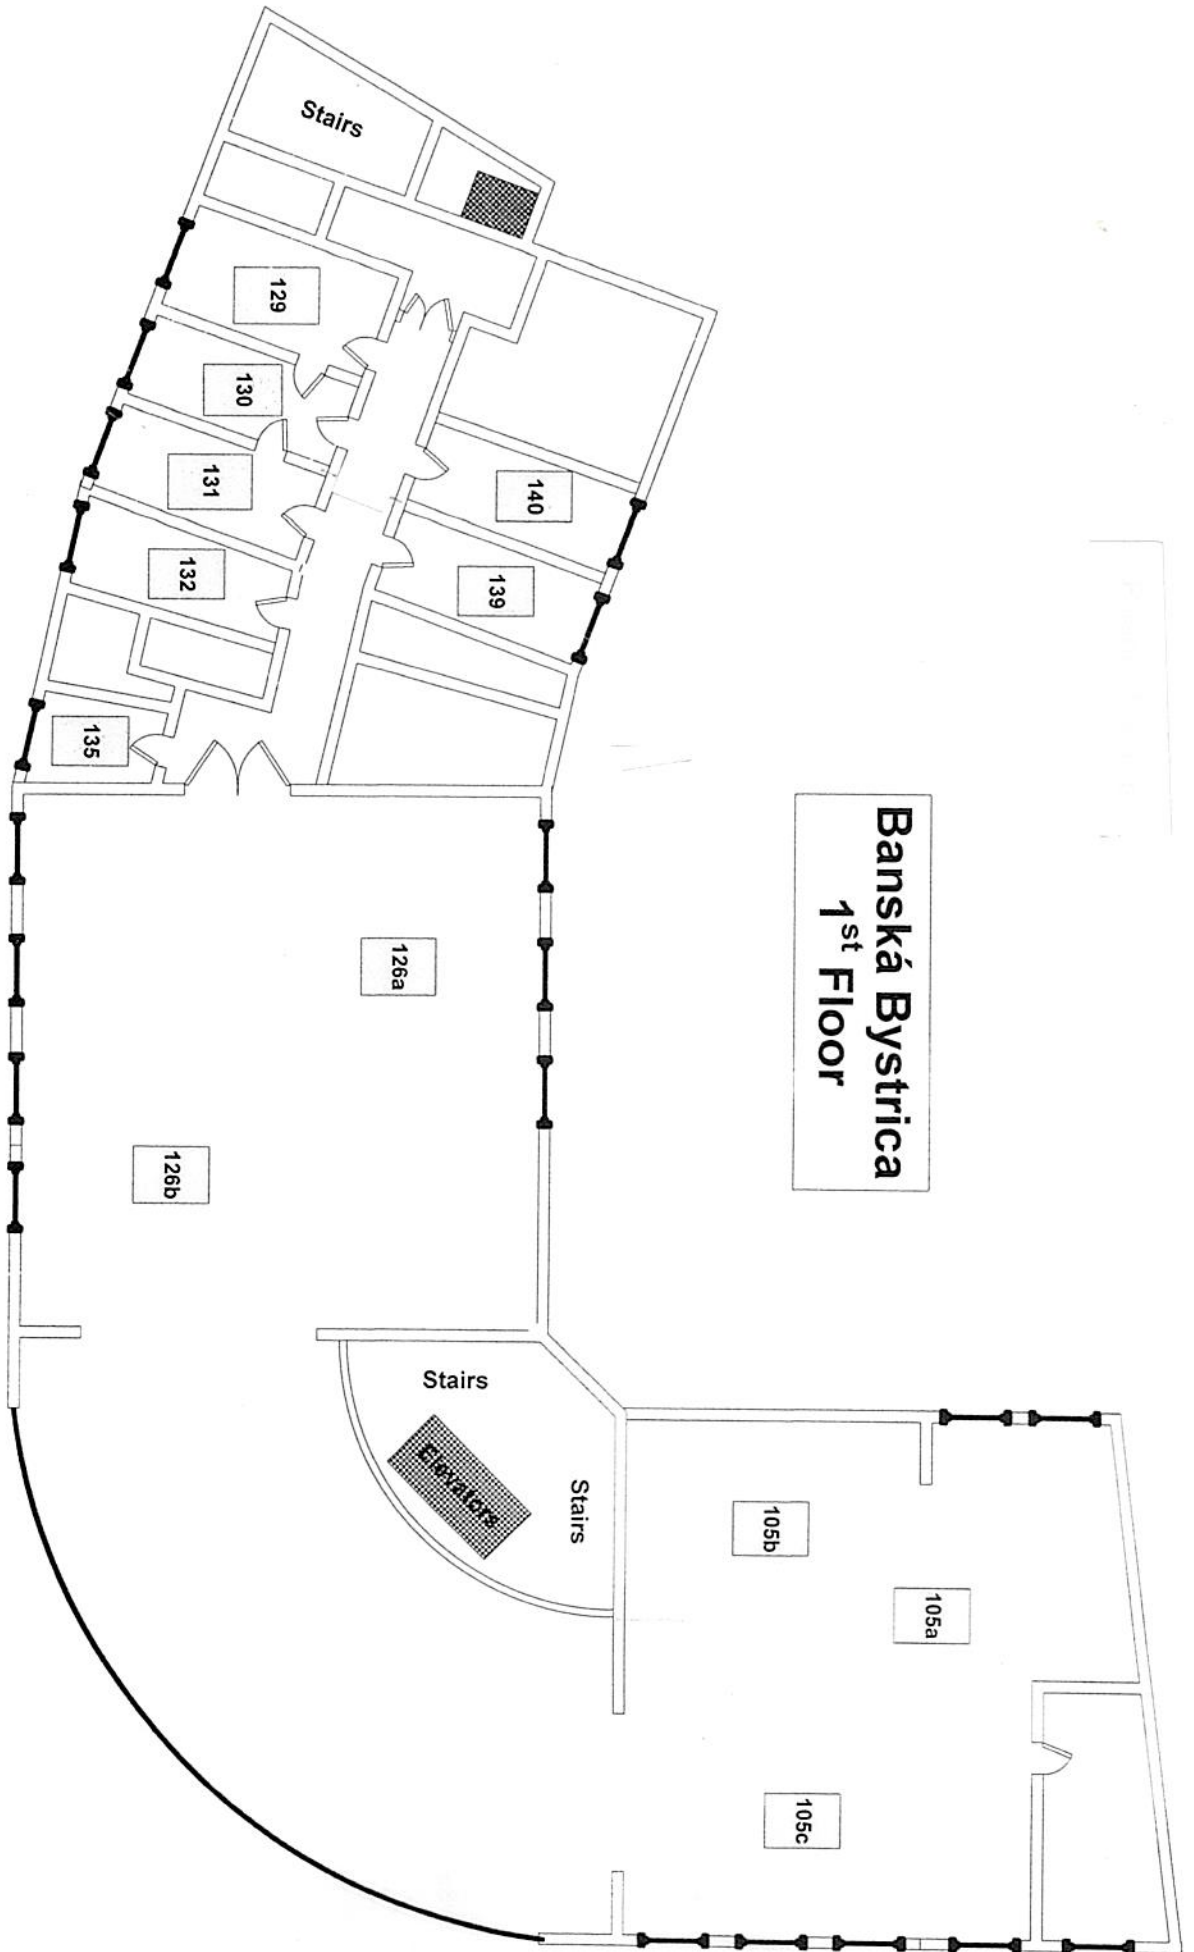 Banská Bystrica
1st Floor
Stairs
129
130
131
132
135
140
139
126a
126b
Stairs
Elevators
Stairs
105b
105a
105c